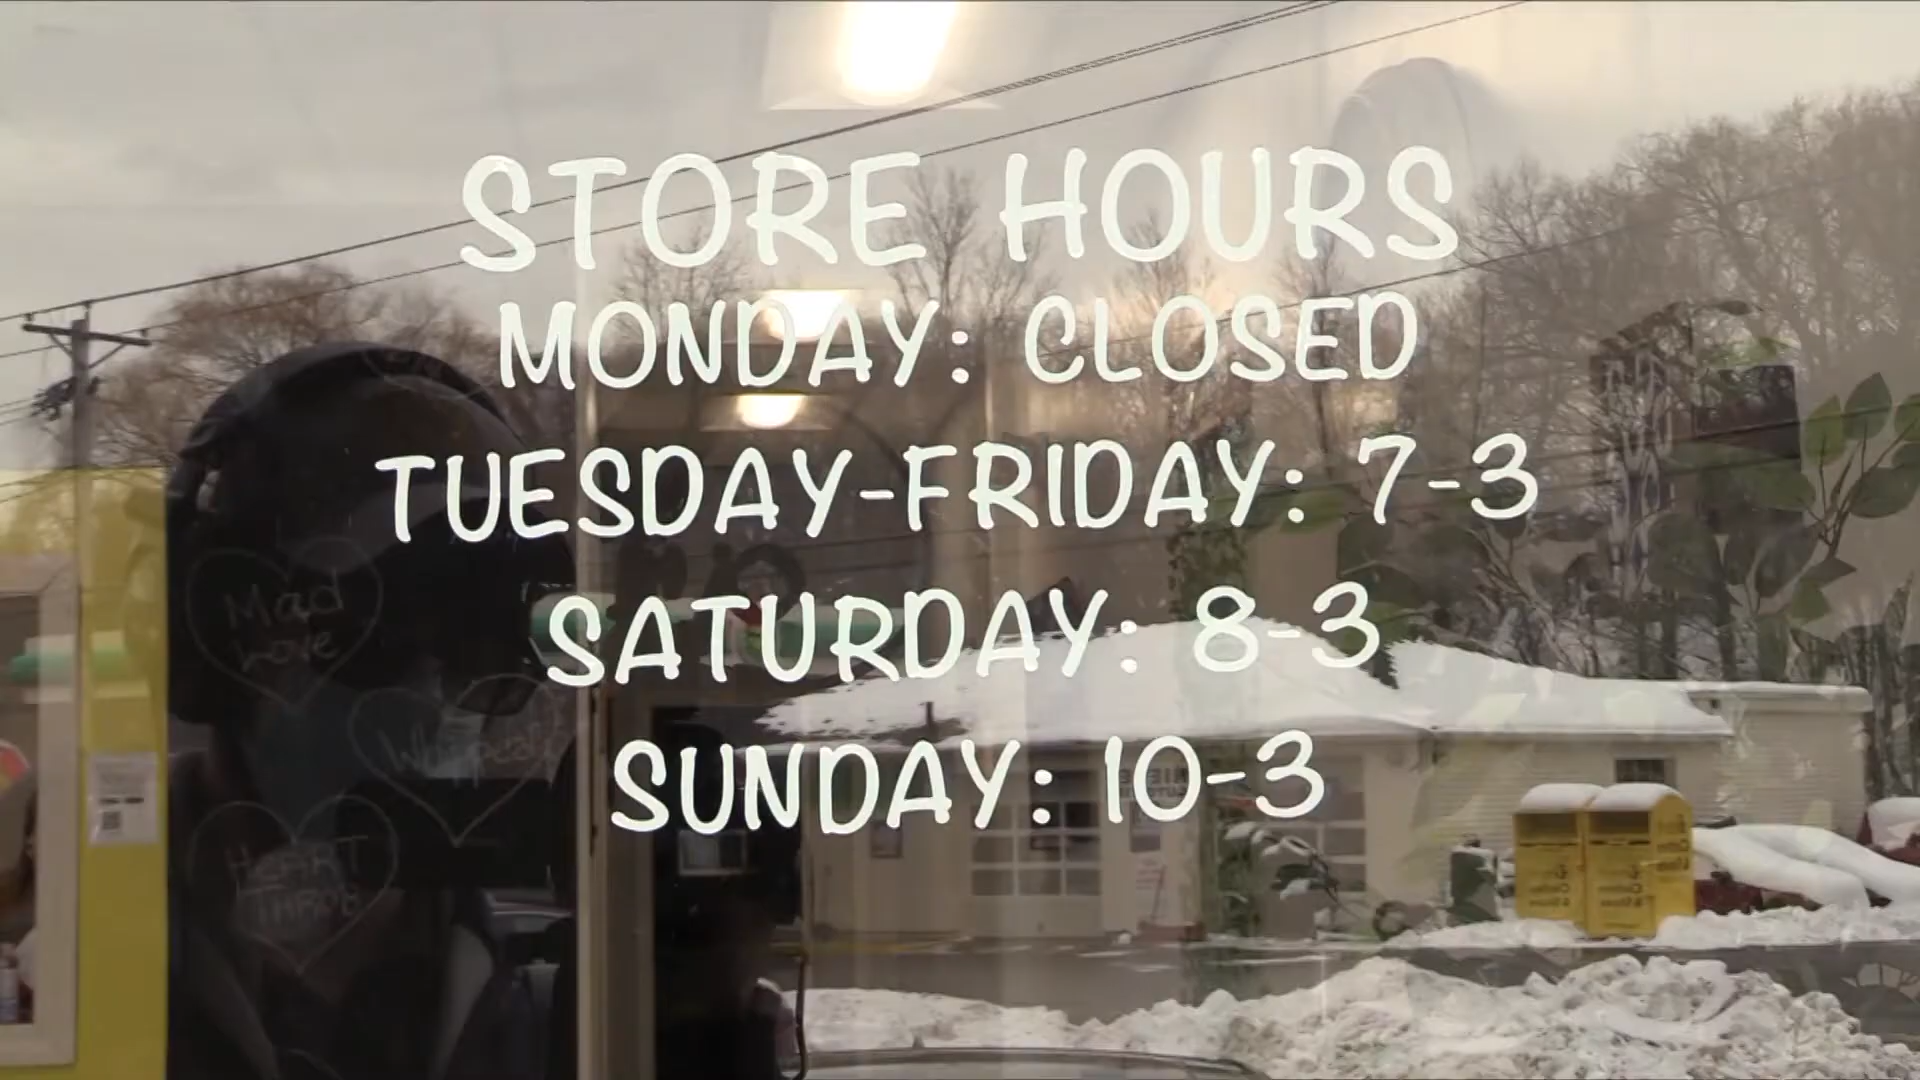 STORE HOURS
MONDAY: CLOSED
TUESDAY-FRIDAY: 7-3
SATURDAY: 8-3
SUNDAY: 10-3
Mad
Love
HEART
THROB